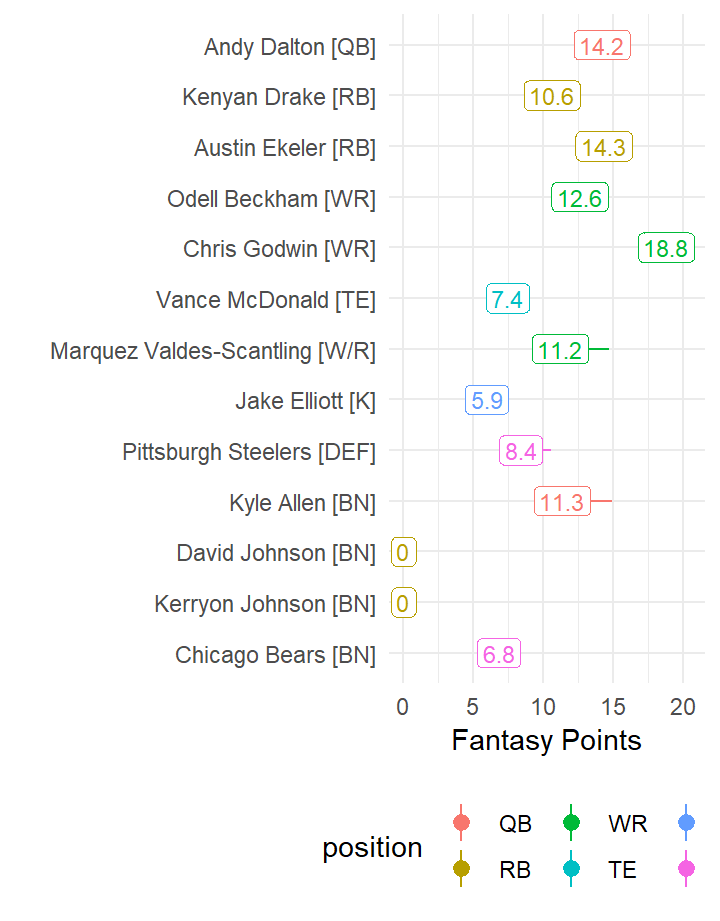 Andy Dalton [QB] 14.2
Kenyan Drake [RB] 10.6
Austin Ekeler [RB] 14.3
Odell Beckham [WR] 12.6
Chris Godwin [WR] 18.8
Vance McDonald [TE] 7.4
Marquez Valdes-Scantling [W/R] 11.2
Jake Elliott [K] 5.9
Pittsburgh Steelers [DEF] 8.4
Kyle Allen [BN] 11.3
David Johnson [BN] 0
Kerryon Johnson [BN] 0
Chicago Bears [BN] 6.8
0 5 10 15 20
Fantasy Points
position
QB WR
RB TE